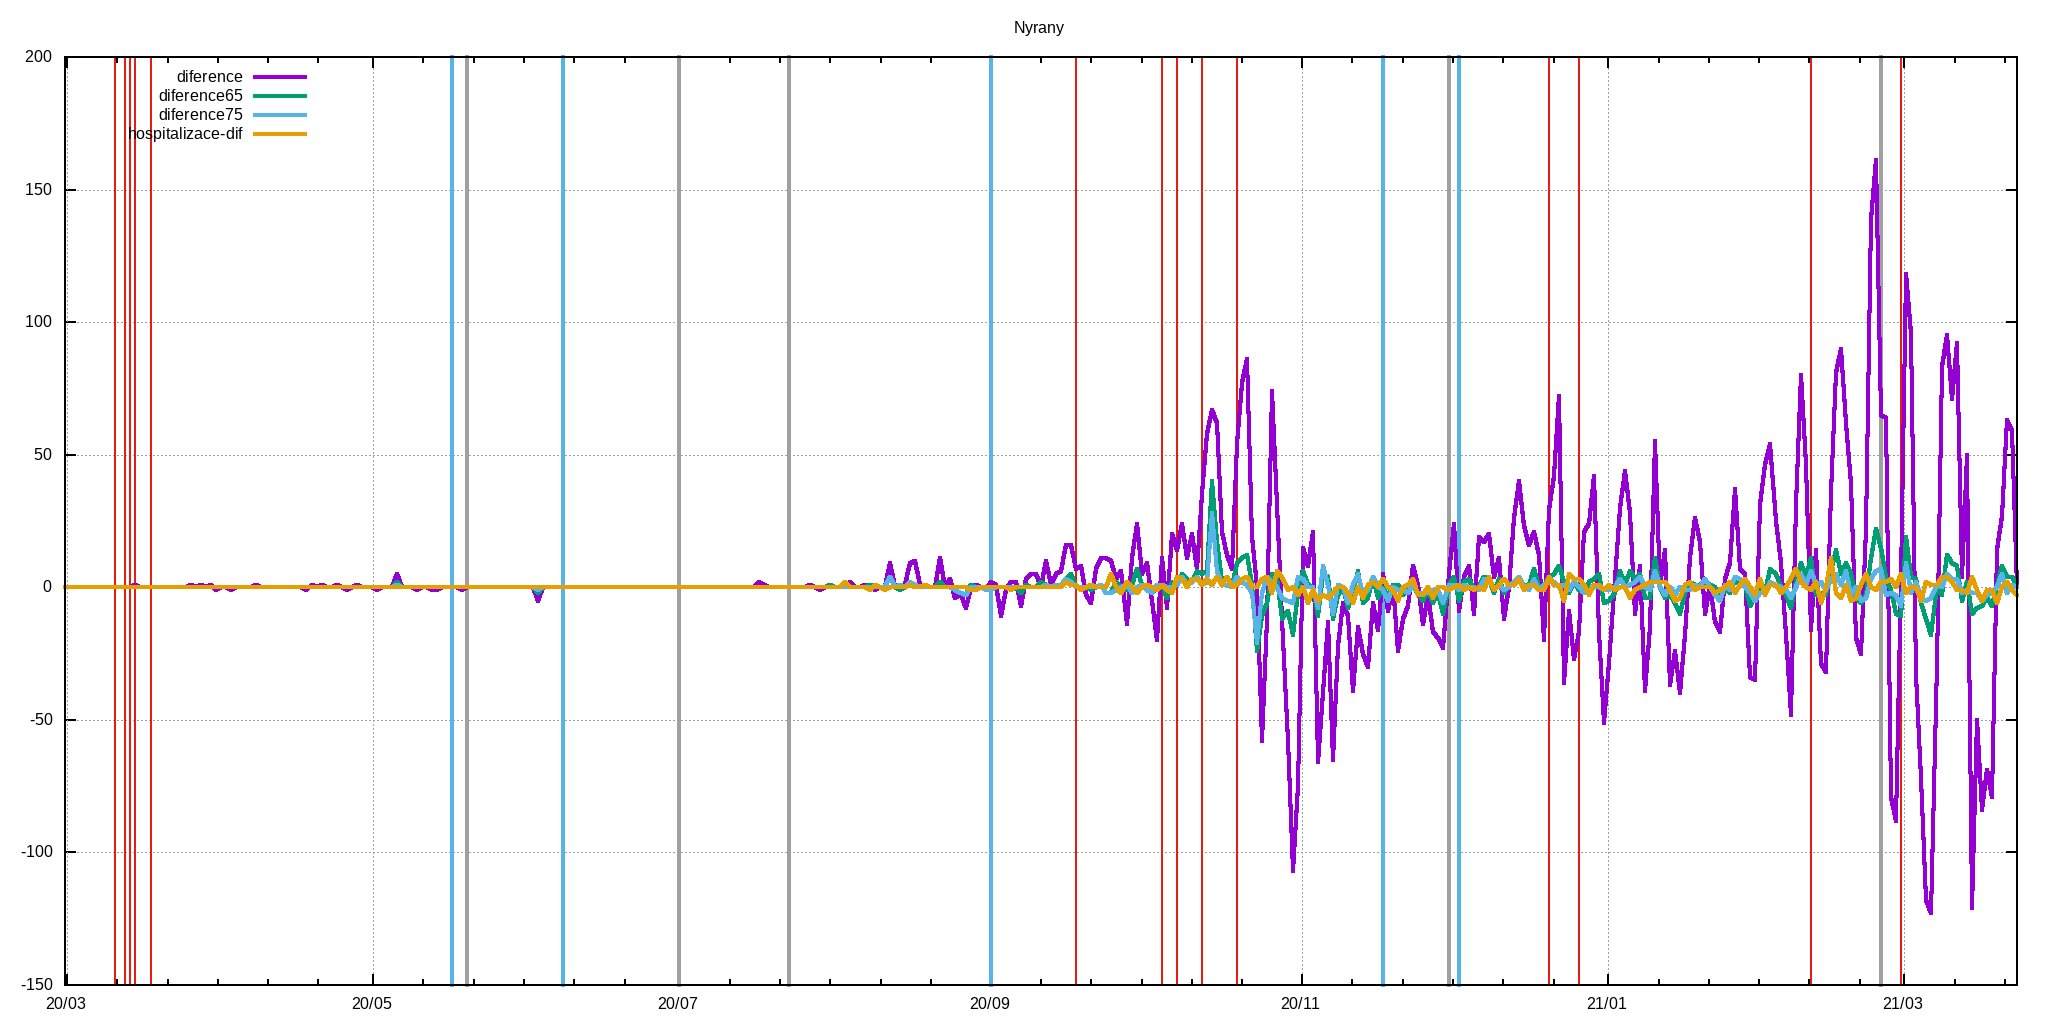 Nyrany
200
150
100
50
0
-50
-100
-150
diference
diference65
diference75
hospitalizace-dif
20/03 20/05 20/07 20/09 20/11 21/01 21/03